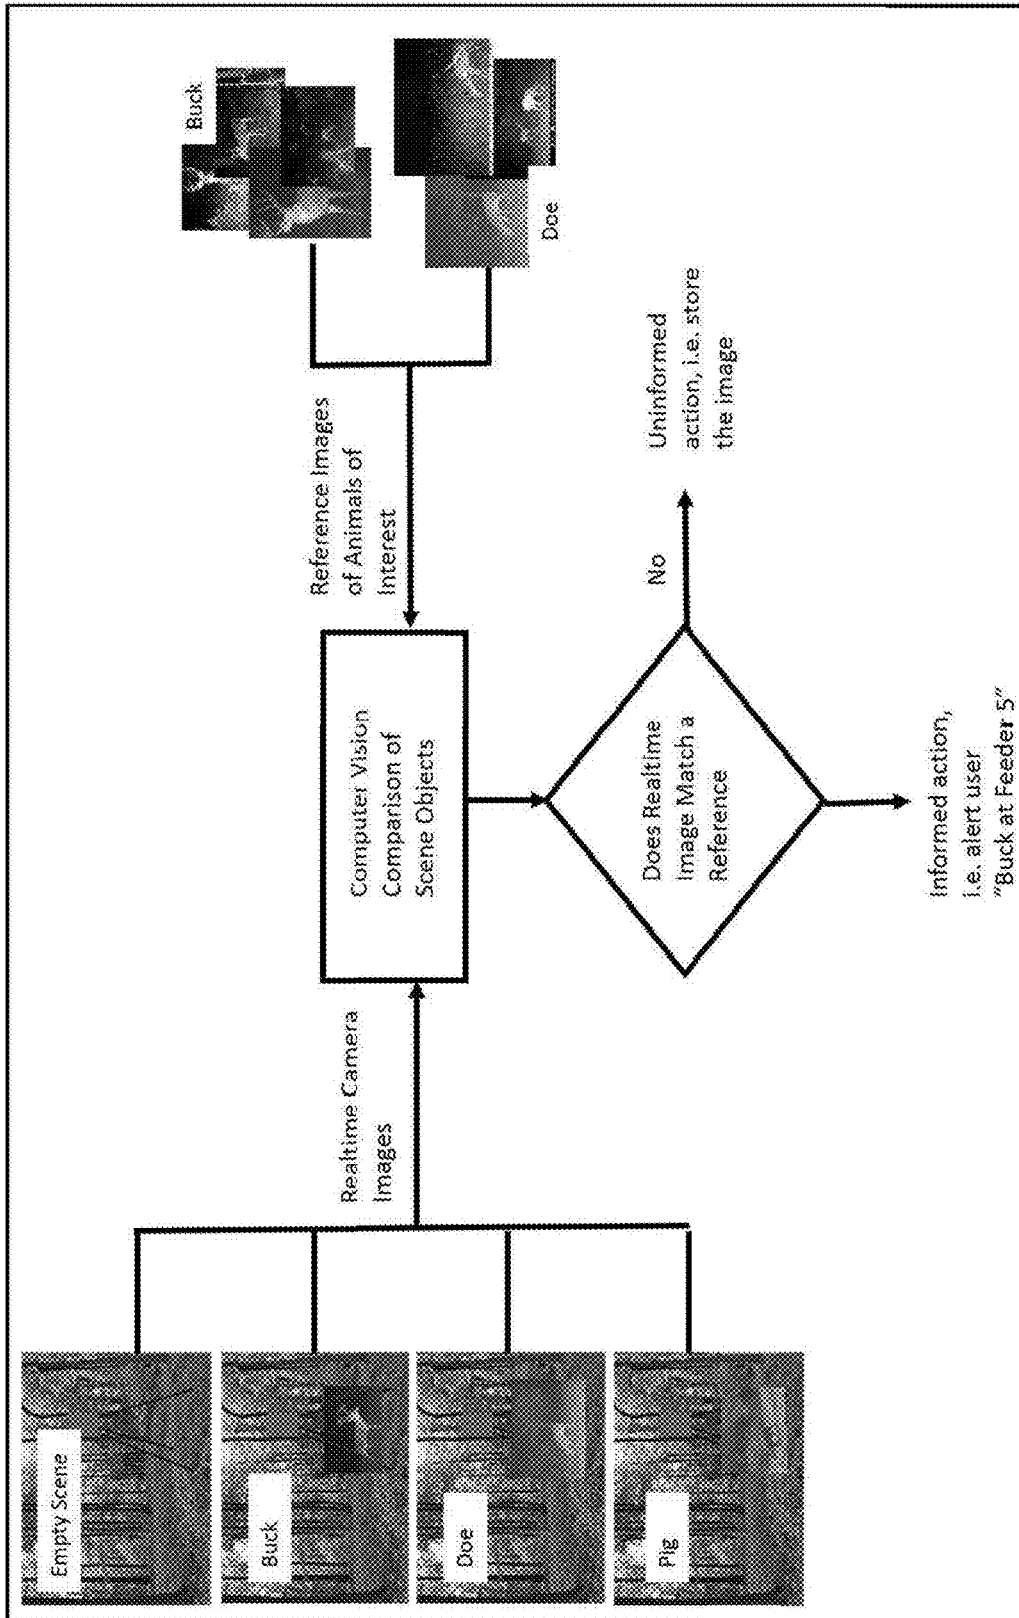 Empty Scene
Buck
Doe
Pig
Realtime Camera
Images
Computer Vision
Comparison of
Scene Objects
Reference Images
of Animals of
Interest
Buck
Doe
Does Realtime
Image Match a
Reference
No
Uninformed
action, i.e. store
the image
Informed action,
i.e. alert user
"Buck at Feeder 5"